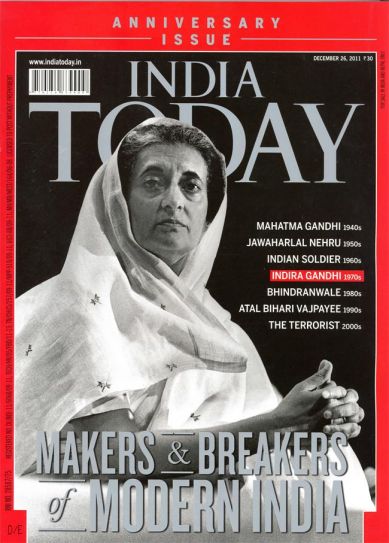 ANNIVERSARY
ISSUE
www.indiatoday.in
DECEMBER 26, 2011 ₹30
INDIA
TODAY
MAHATMA GANDHI 1940s
JAWAHARLAL NEHRU 1950s
INDIAN SOLDIER 1960s
INDIRA GANDHI 1970s
BHINDRANWALE 1980s
ATAL BIHARI VAJPAYEE 1990s
THE TERRORIST 2000s
MAKERS & BREAKERS
of MODERN INDIA
D/E